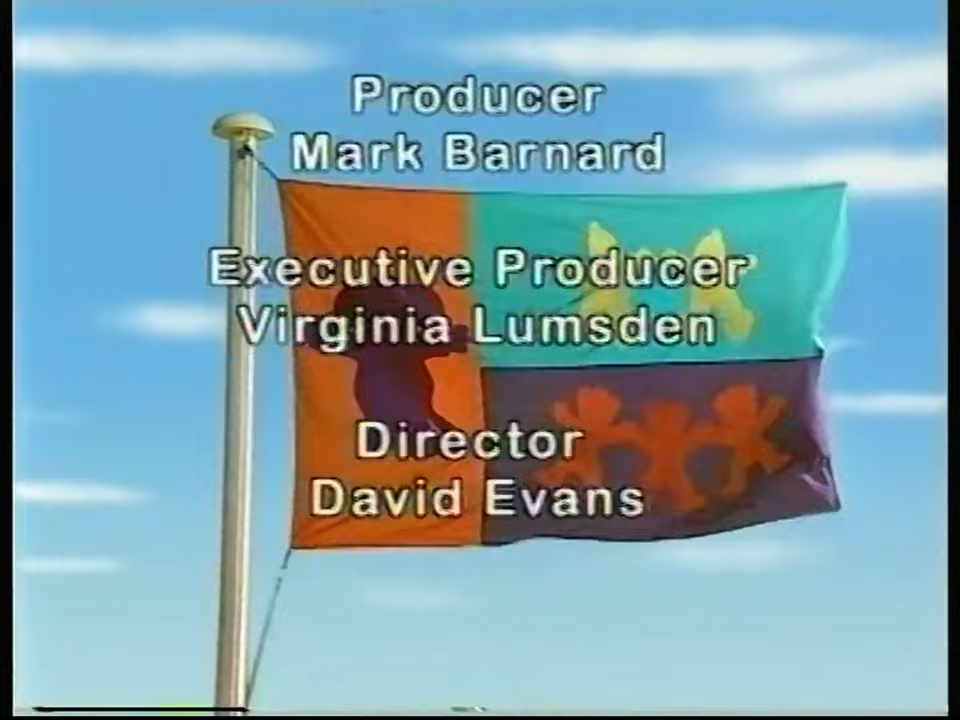 Producer
Mark Barnard
Executive Producer
Virginia Lumsden
Director
David Evans